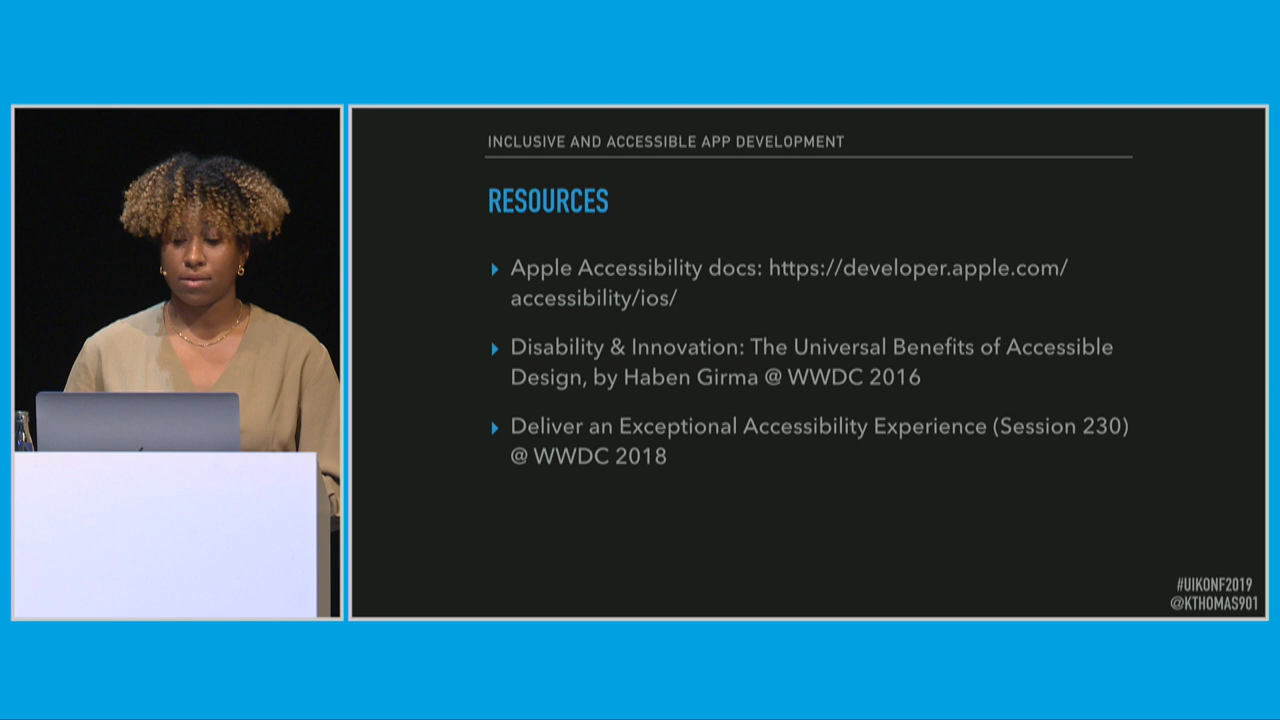 INCLUSIVE AND ACCESSIBLE APP DEVELOPMENT
RESOURCES
Apple Accessibility docs: https://developer.apple.com/
accessibility/ios/
Disability & Innovation: The Universal Benefits of Accessible
Design, by Haben Girma @ WWDC 2016
Deliver an Exceptional Accessibility Experience (Session 230)
@ WWDC 2018
#UIKONF2019
@KTHOMAS901